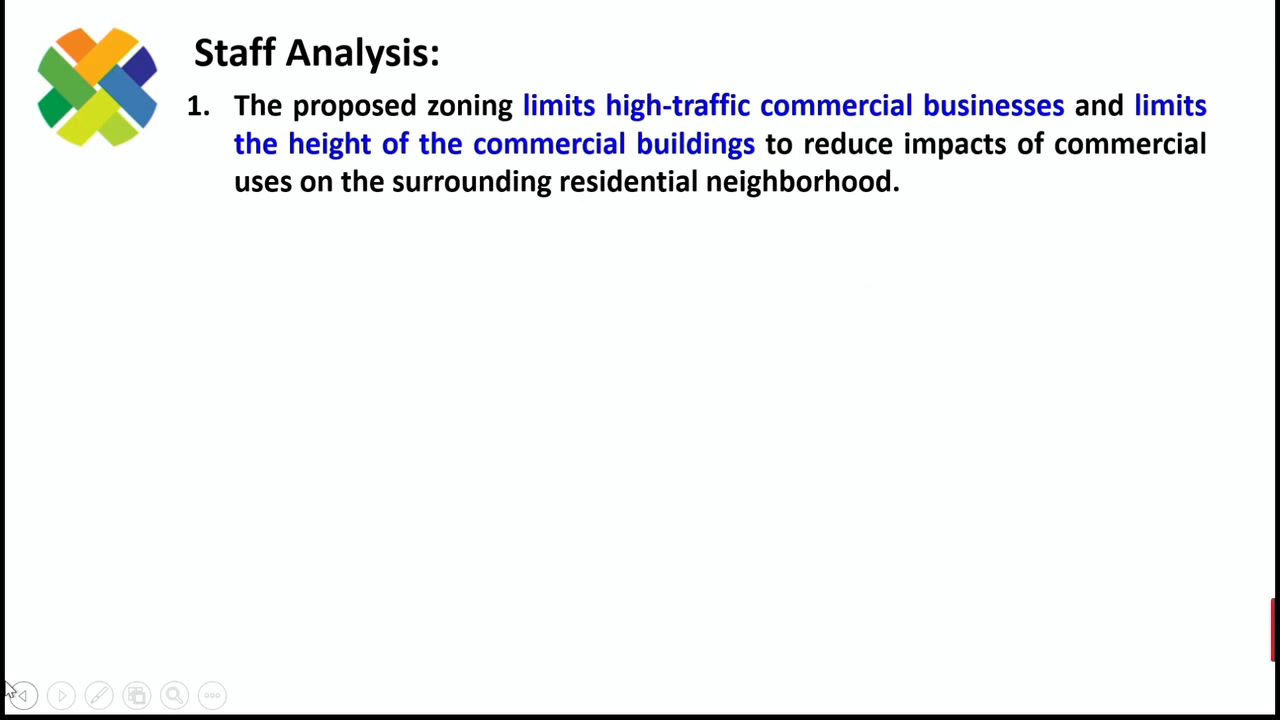 Staff Analysis:
1. The proposed zoning limits high-traffic commercial businesses and limits
the height of the commercial buildings to reduce impacts of commercial
uses on the surrounding residential neighborhood.